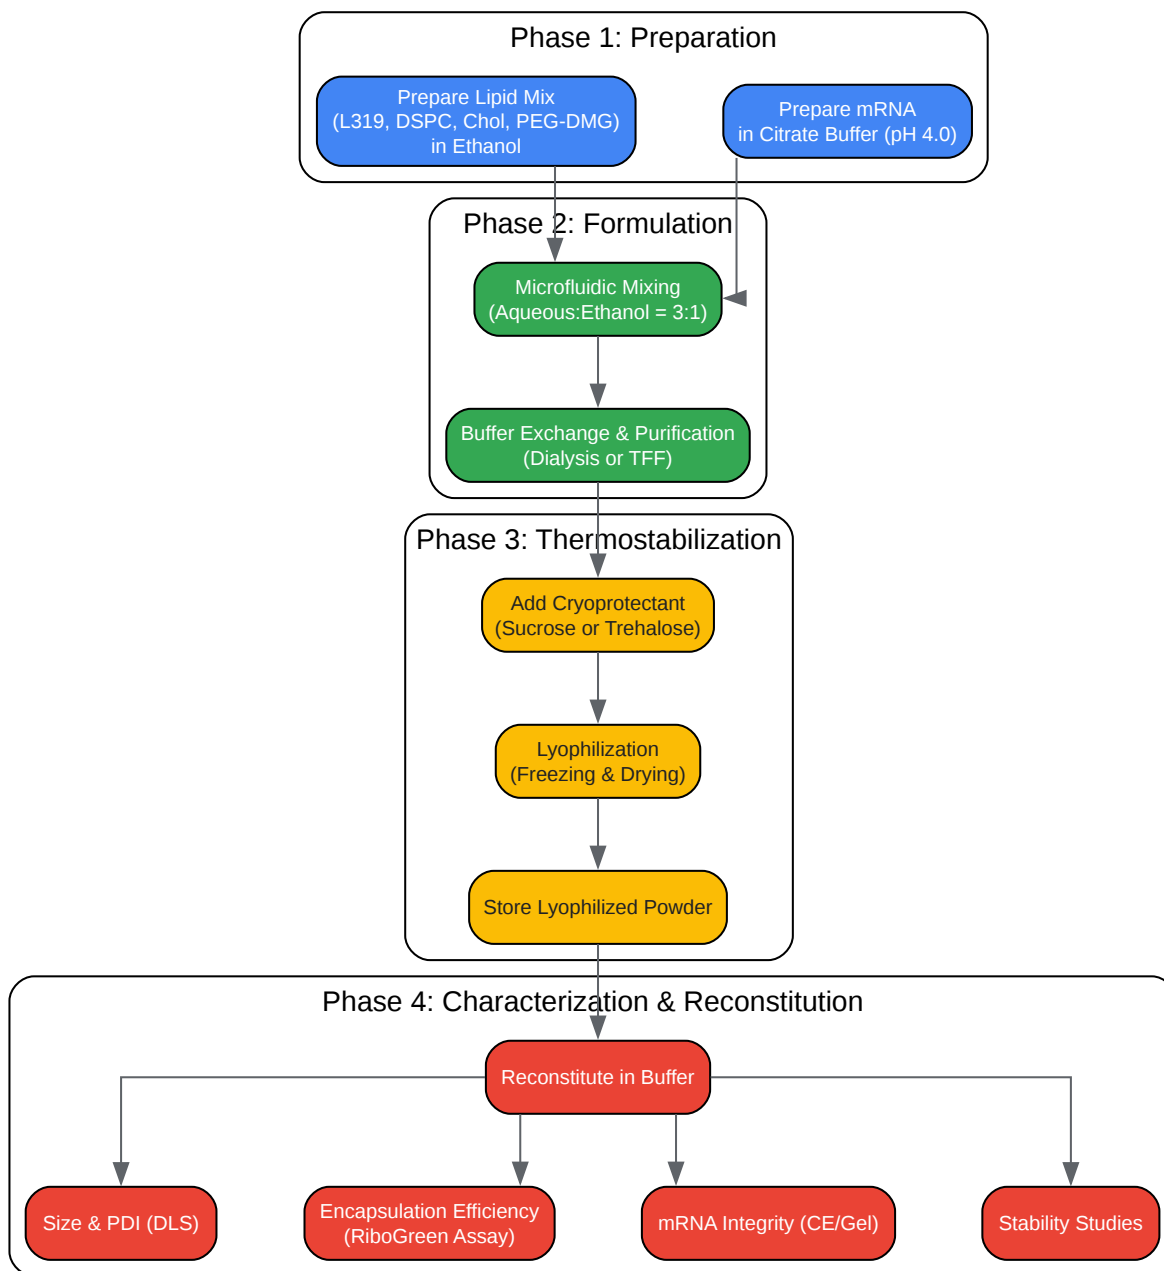 Phase 1: Preparation
Prepare Lipid Mix
(L319, DSPC, Chol, PEG-DMG)
in Ethanol
Prepare mRNA
in Citrate Buffer (pH 4.0)
Phase 2: Formulation
Microfluidic Mixing
(Aqueous:Ethanol = 3:1)
Buffer Exchange & Purification
(Dialysis or TFF)
Phase 3: Thermostabilization
Add Cryoprotectant
(Sucrose or Trehalose)
Lyophilization
(Freezing & Drying)
Store Lyophilized Powder
Phase 4: Characterization & Reconstitution
Reconstitute in Buffer
Size & PDI (DLS)
Encapsulation Efficiency
(RiboGreen Assay)
mRNA Integrity (CE/Gel)
Stability Studies